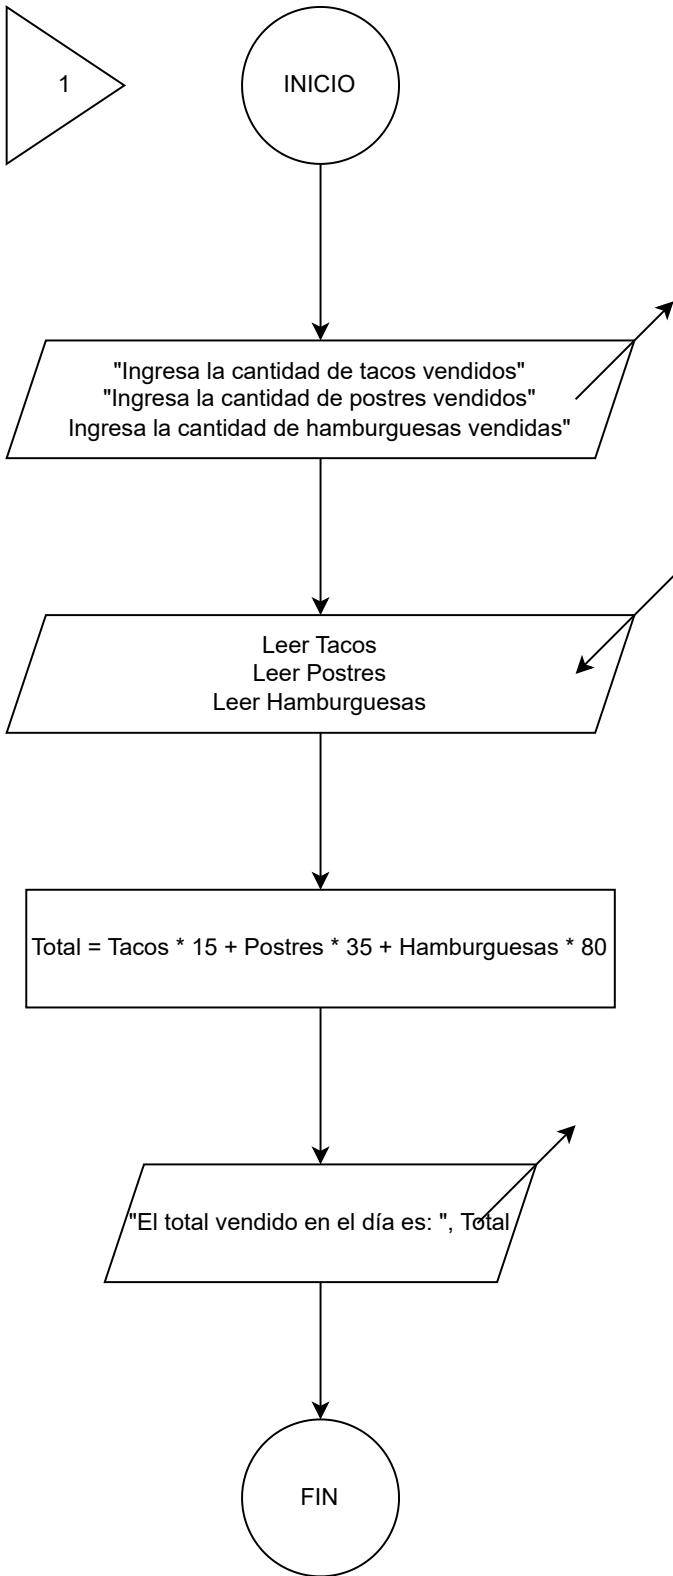 1
INICIO
"Ingresa la cantidad de tacos vendidos"
"Ingresa la cantidad de postres vendidos"
Ingresa la cantidad de hamburguesas vendidas"
Leer Tacos
Leer Postres
Leer Hamburguesas
Total = Tacos * 15 + Postres * 35 + Hamburguesas * 80
"El total vendido en el día es: ", Total
FIN